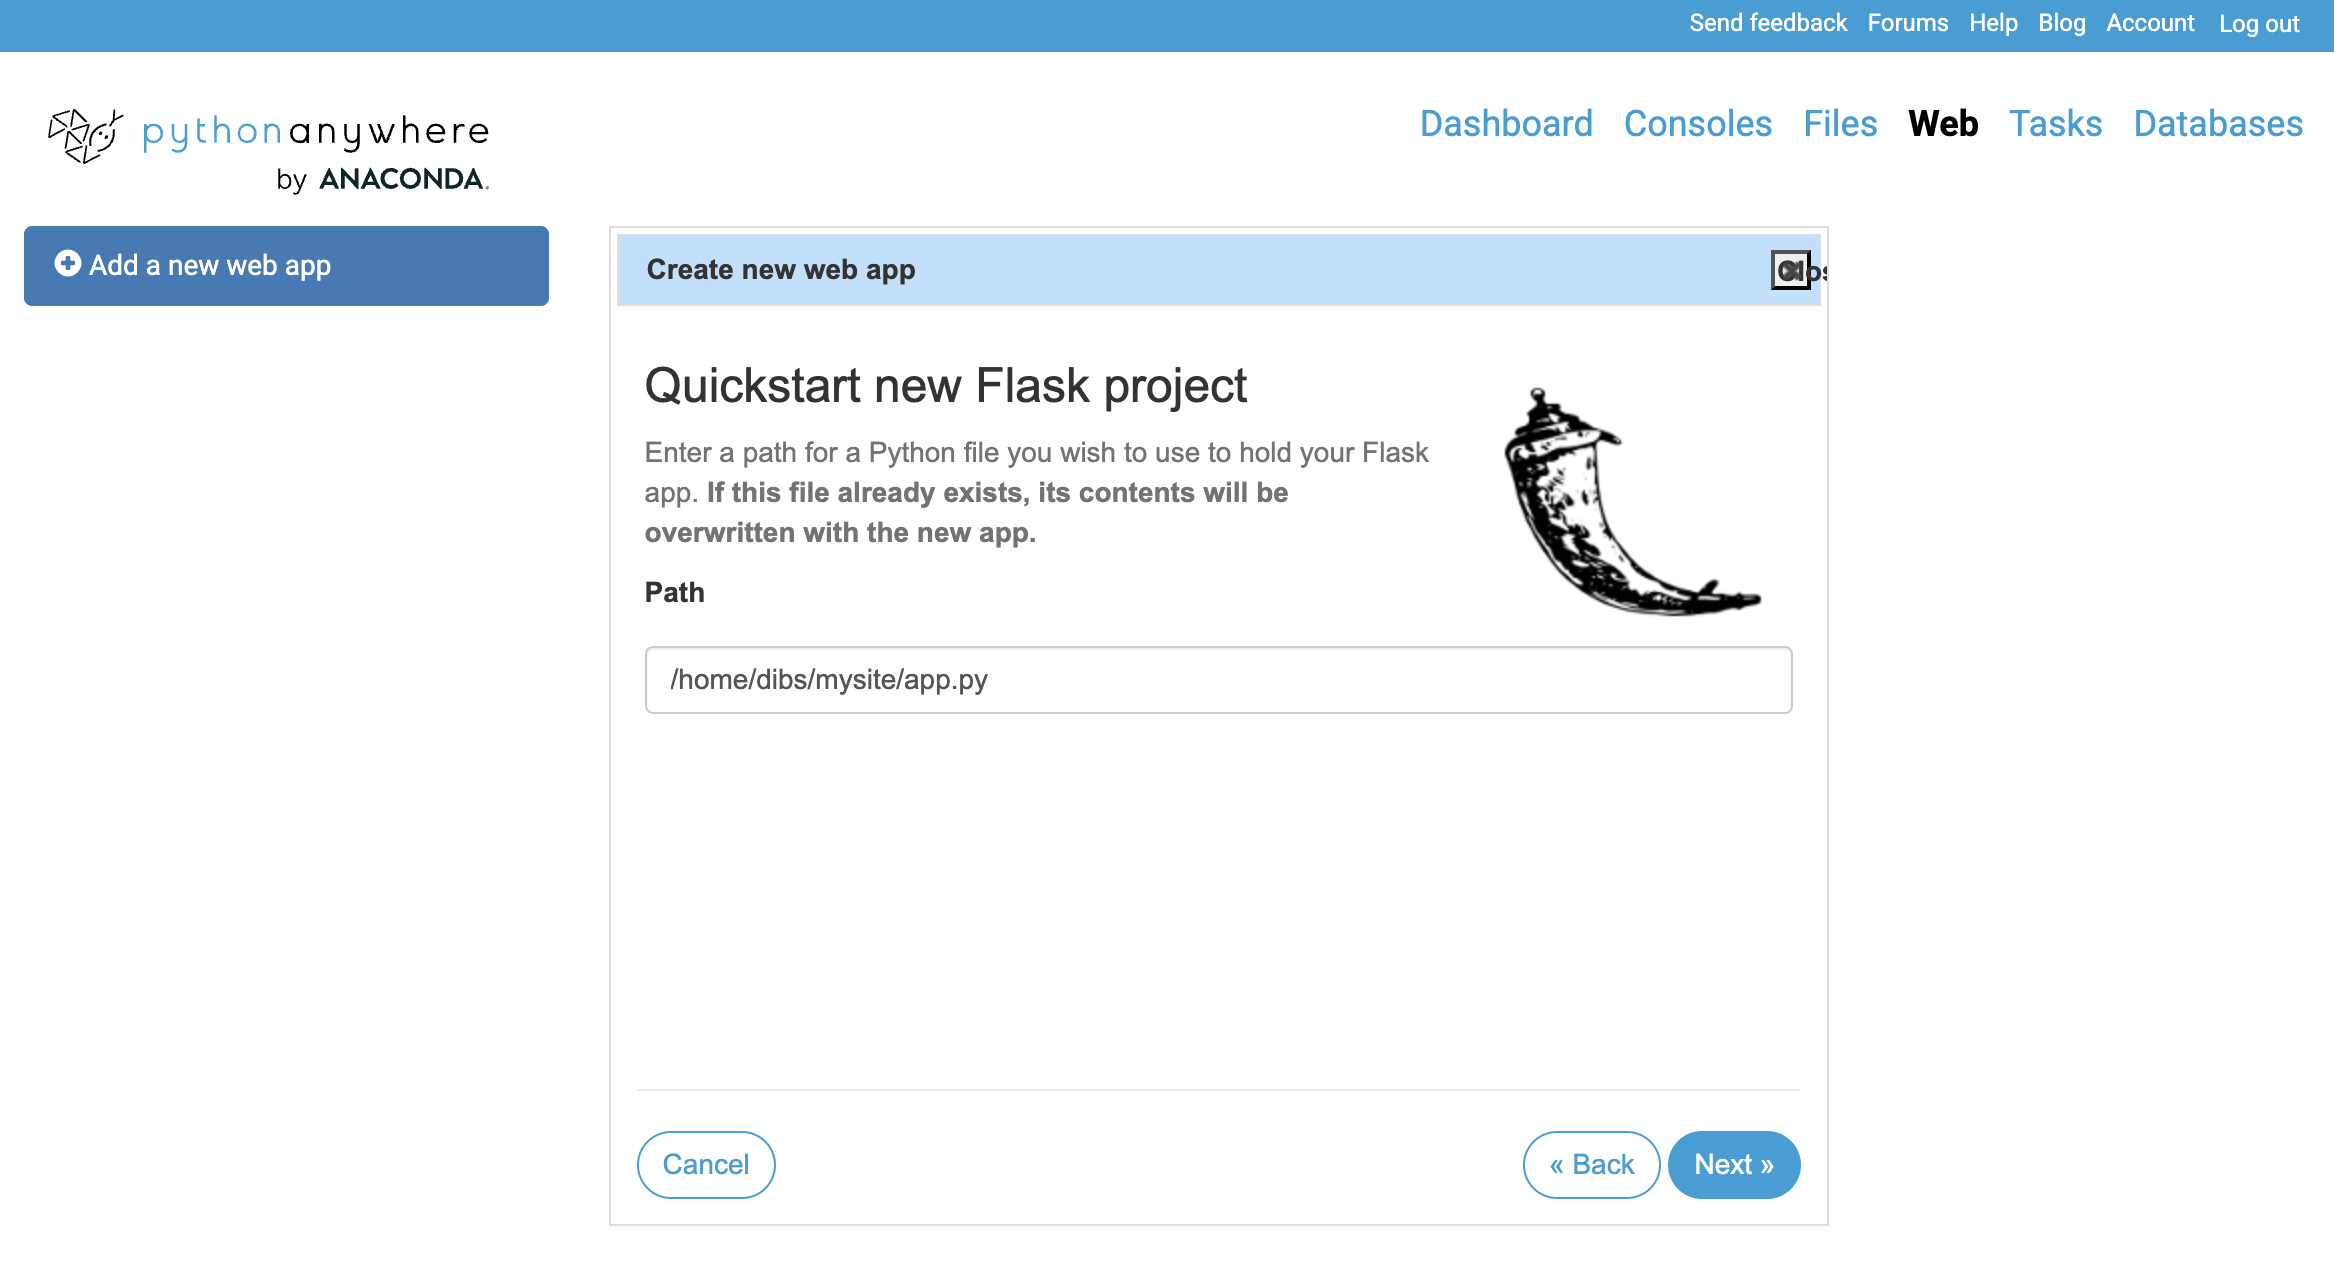 Send feedback Forums Help Blog Account Log out
pythonanywhere
by ANACONDA.
Dashboard Consoles Files Web Tasks Databases
Add a new web app
Create new web app
Quickstart new Flask project
Enter a path for a Python file you wish to use to hold your Flask
app. If this file already exists, its contents will be
overwritten with the new app.
Path
/home/dibs/mysite/app.py
Cancel
« Back
Next »